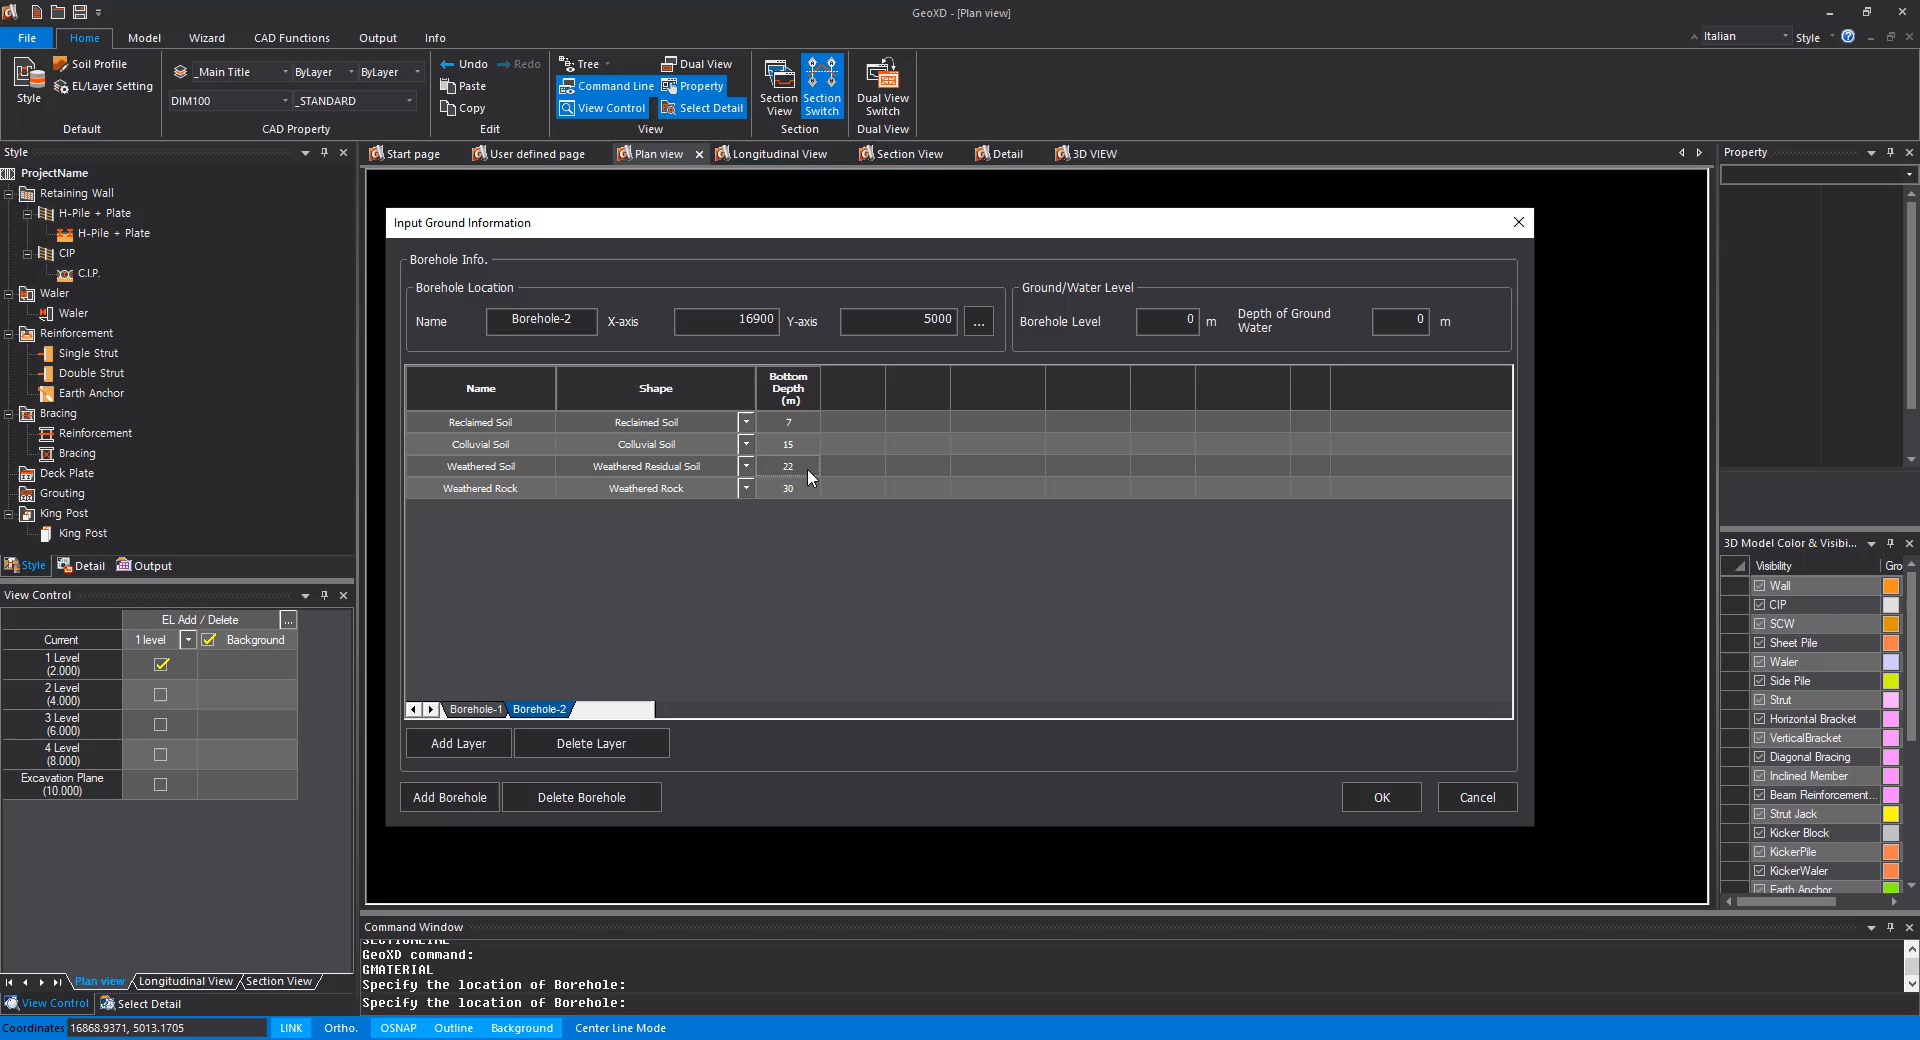 GeoXD - [Plan view]
File Home Model Wizard CAD Functions Output Info
Italian Style
Style
Soil Profile
EL/Layer Setting
Default
_Main Title ByLayer ByLayer
DIM100 _STANDARD
CAD Property
Undo Redo
Paste
Copy
Edit
Tree Dual View
Command Line Property
View Control Select Detail
View
Section View
Section Switch
Section
Dual View Switch
Dual View
Style
ProjectName
Retaining Wall
H-Pile + Plate
H-Pile + Plate
CIP
C.I.P.
Waler
Waler
Reinforcement
Single Strut
Double Strut
Earth Anchor
Bracing
Reinforcement
Bracing
Deck Plate
Grouting
King Post
King Post
Style Detail Output
View Control
EL Add / Delete ...
Current 1 level Background
1 Level
(2.000)
2 Level
(4.000)
3 Level
(6.000)
4 Level
(8.000)
Excavation Plane
(10.000)
Plan view Longitudinal View Section View
View Control Select Detail
Start page User defined page Plan view Longitudinal View Section View Detail 3D VIEW
Input Ground Information
Borehole Info.
Borehole Location
Name Borehole-2 X-axis 16900 Y-axis 5000 ...
Ground/Water Level
Borehole Level 0 m Depth of Ground Water 0 m
Name Shape Bottom Depth (m)
Reclaimed Soil Reclaimed Soil 7
Colluvial Soil Colluvial Soil 15
Weathered Soil Weathered Residual Soil 22
Weathered Rock Weathered Rock 30
Borehole-1 Borehole-2
Add Layer Delete Layer
Add Borehole Delete Borehole OK Cancel
Property
3D Model Color & Visibi...
Visibility Gro
Wall
CIP
SCW
Sheet Pile
Waler
Side Pile
Strut
Horizontal Bracket
VerticalBracket
Diagonal Bracing
Inclined Member
Beam Reinforcement...
Strut Jack
Kicker Block
KickerPile
KickerWaler
Earth Anchor
Command Window
SECTIONLINE
GeoXD command:
GMATERIAL
Specify the location of Borehole:
Specify the location of Borehole:
Coordinates 16868.9371, 5013.1705 LINK Ortho. OSNAP Outline Background Center Line Mode